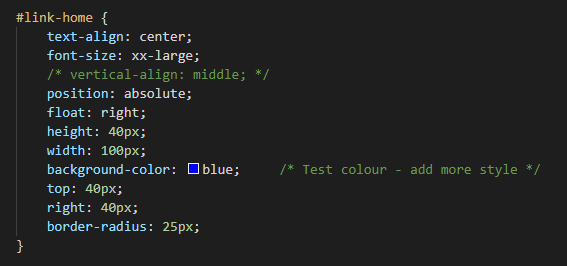 #link-home {
    text-align: center;
    font-size: xx-large;
    /* vertical-align: middle; */
    position: absolute;
    float: right;
    height: 40px;
    width: 100px;
    background-color: blue;     /* Test colour - add more style */
    top: 40px;
    right: 40px;
    border-radius: 25px;
}